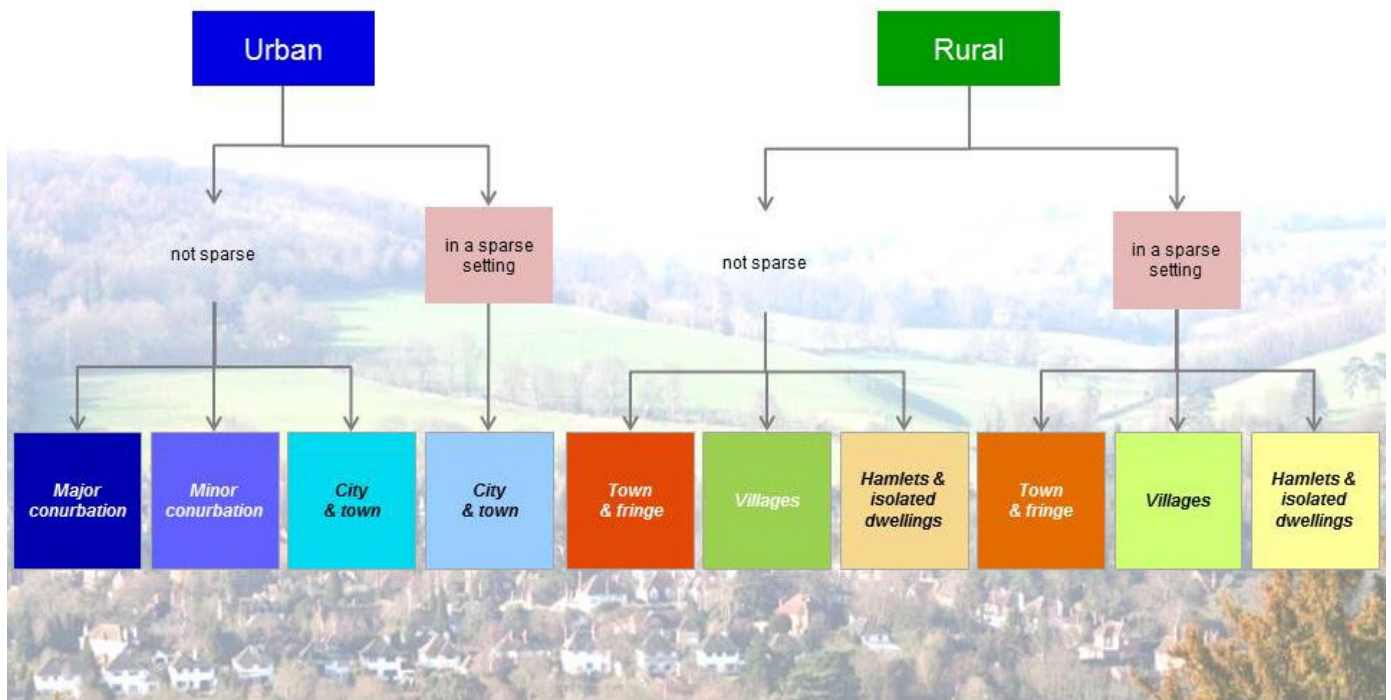 Urban
Rural
not sparse
in a sparse
setting
not sparse
in a sparse
setting
Major
conurbation
Minor
conurbation
City
& town
City
& town
Town
& fringe
Villages
Hamlets &
isolated
dwellings
Town
& fringe
Villages
Hamlets &
isolated
dwellings